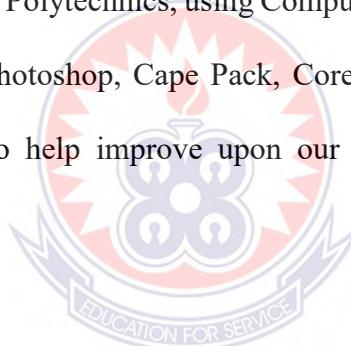 Polytechnics, using Compu
hotoshop, Cape Pack, Core
o help improve upon our
EDUCATION FOR SERVICE